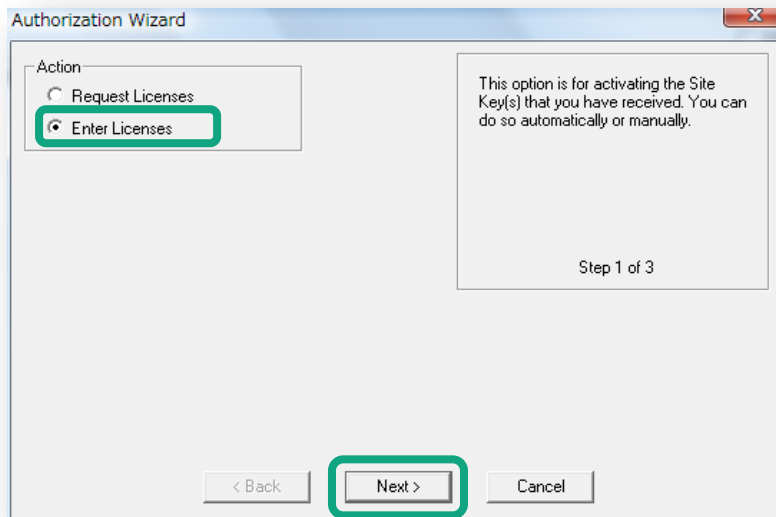 Authorization Wizard
Action
Request Licenses
Enter Licenses
This option is for activating the Site
Key(s) that you have received. You can
do so automatically or manually.
Step 1 of 3
< Back
Next >
Cancel